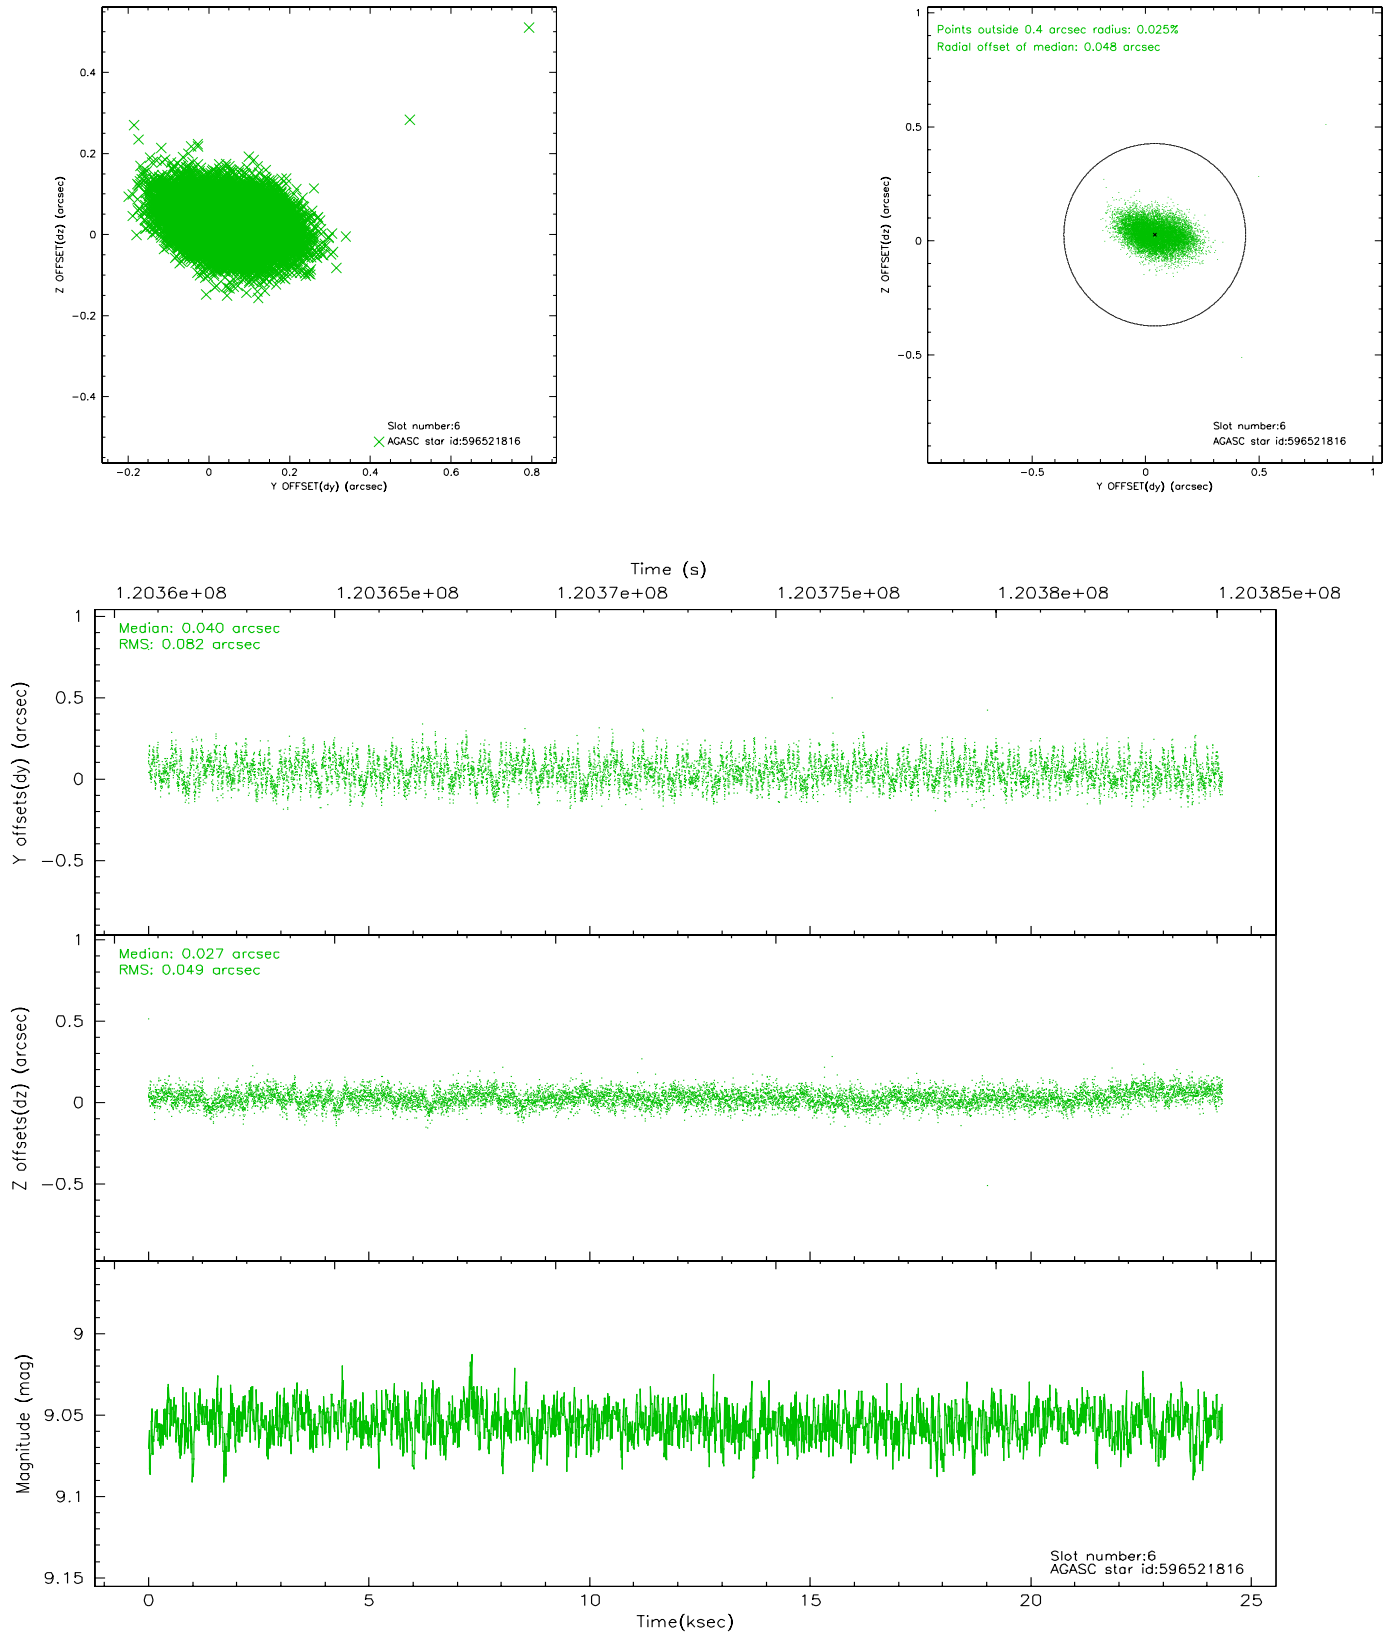 0.4
0.2
0
−0.2
−0.4
Z OFFSET(dz) (arcsec)
Slot number:6
AGASC star id:596521816
−0.2 0 0.2 0.4 0.6 0.8
Y OFFSET(dy) (arcsec)
Points outside 0.4 arcsec radius: 0.025%
Radial offset of median: 0.048 arcsec
1
0.5
0
−0.5
Z OFFSET(dz) (arcsec)
Slot number:6
AGASC star id:596521816
−0.5 0 0.5 1
Y OFFSET(dy) (arcsec)
Time (s)
1.2036e+08 1.20365e+08 1.2037e+08 1.20375e+08 1.2038e+08 1.20385e+08
Median: 0.040 arcsec
RMS: 0.082 arcsec
1
0.5
0
−0.5
Y offsets(dy) (arcsec)
Median: 0.027 arcsec
RMS: 0.049 arcsec
1
0.5
0
−0.5
Z offsets(dz) (arcsec)
9
9.05
9.1
9.15
Magnitude (mag)
Slot number:6
AGASC star id:596521816
0 5 10 15 20 25
Time(ksec)